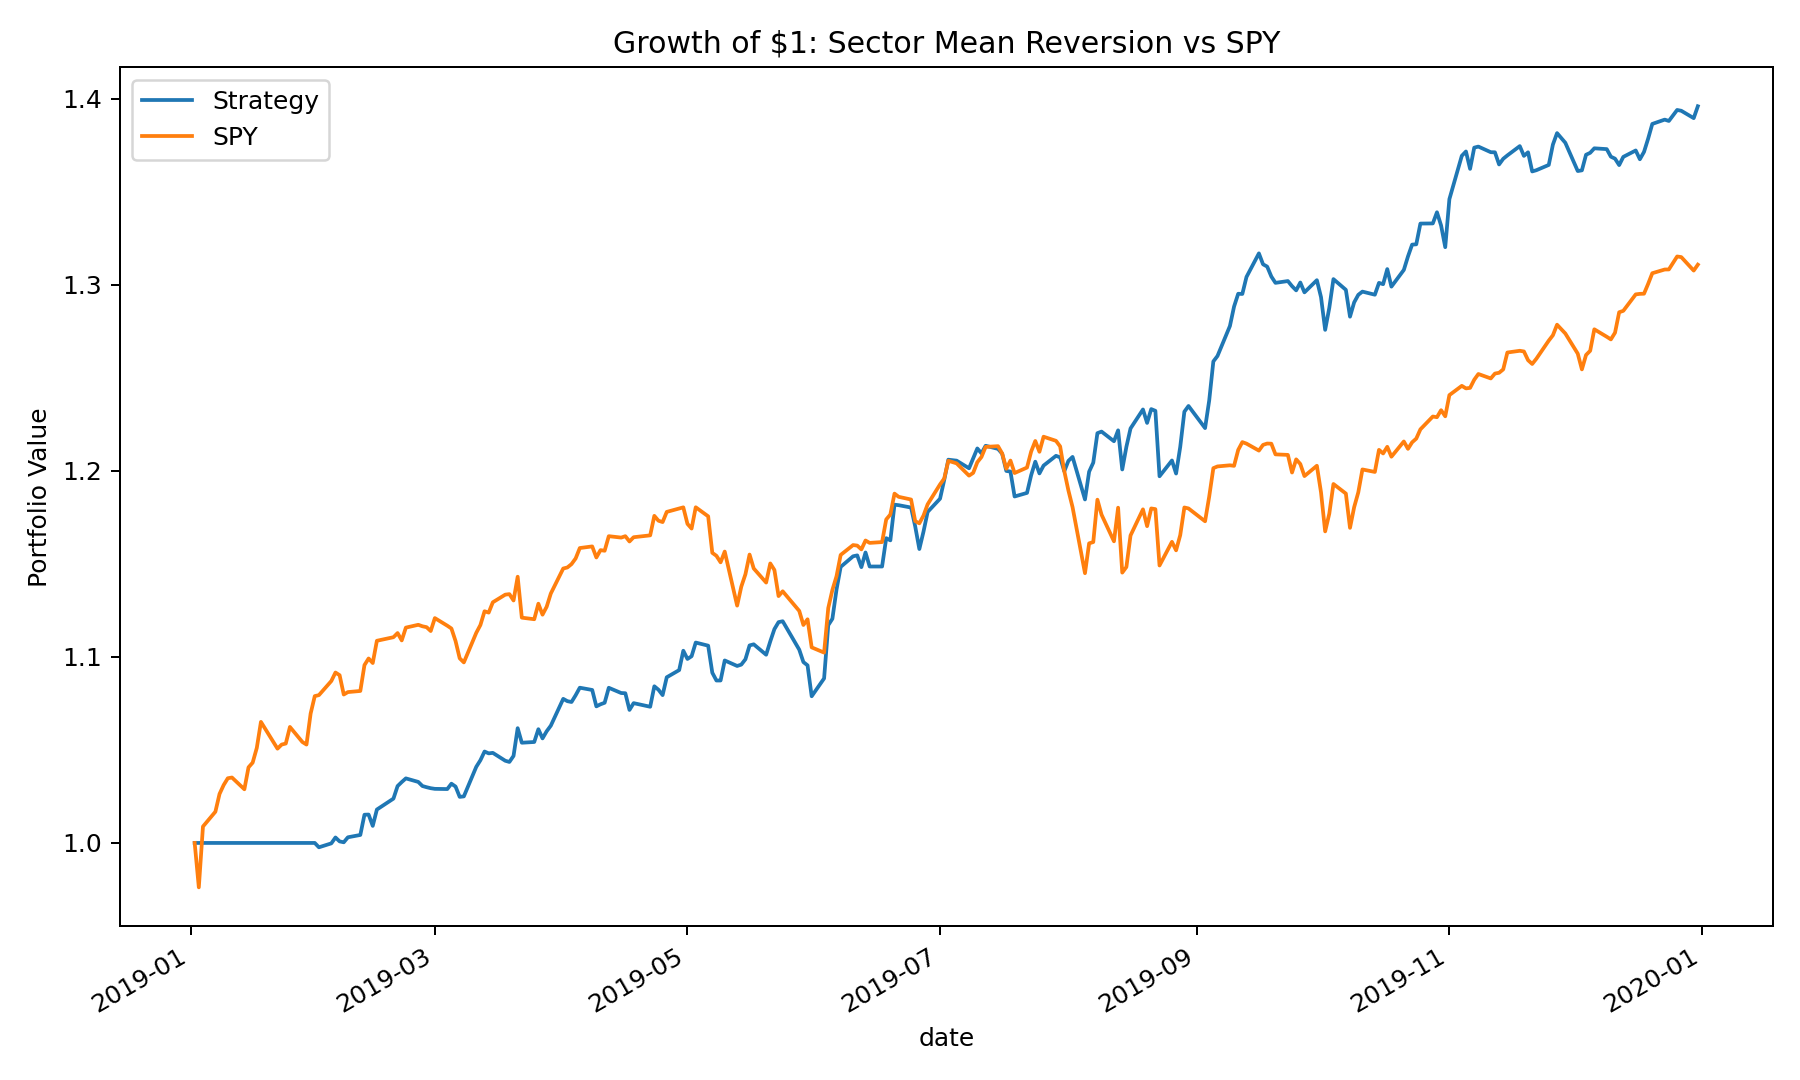 Growth of $1: Sector Mean Reversion vs SPY
Strategy
SPY
Portfolio Value
1.4
1.3
1.2
1.1
1.0
2019-01
2019-03
2019-05
2019-07
2019-09
2019-11
2020-01
date